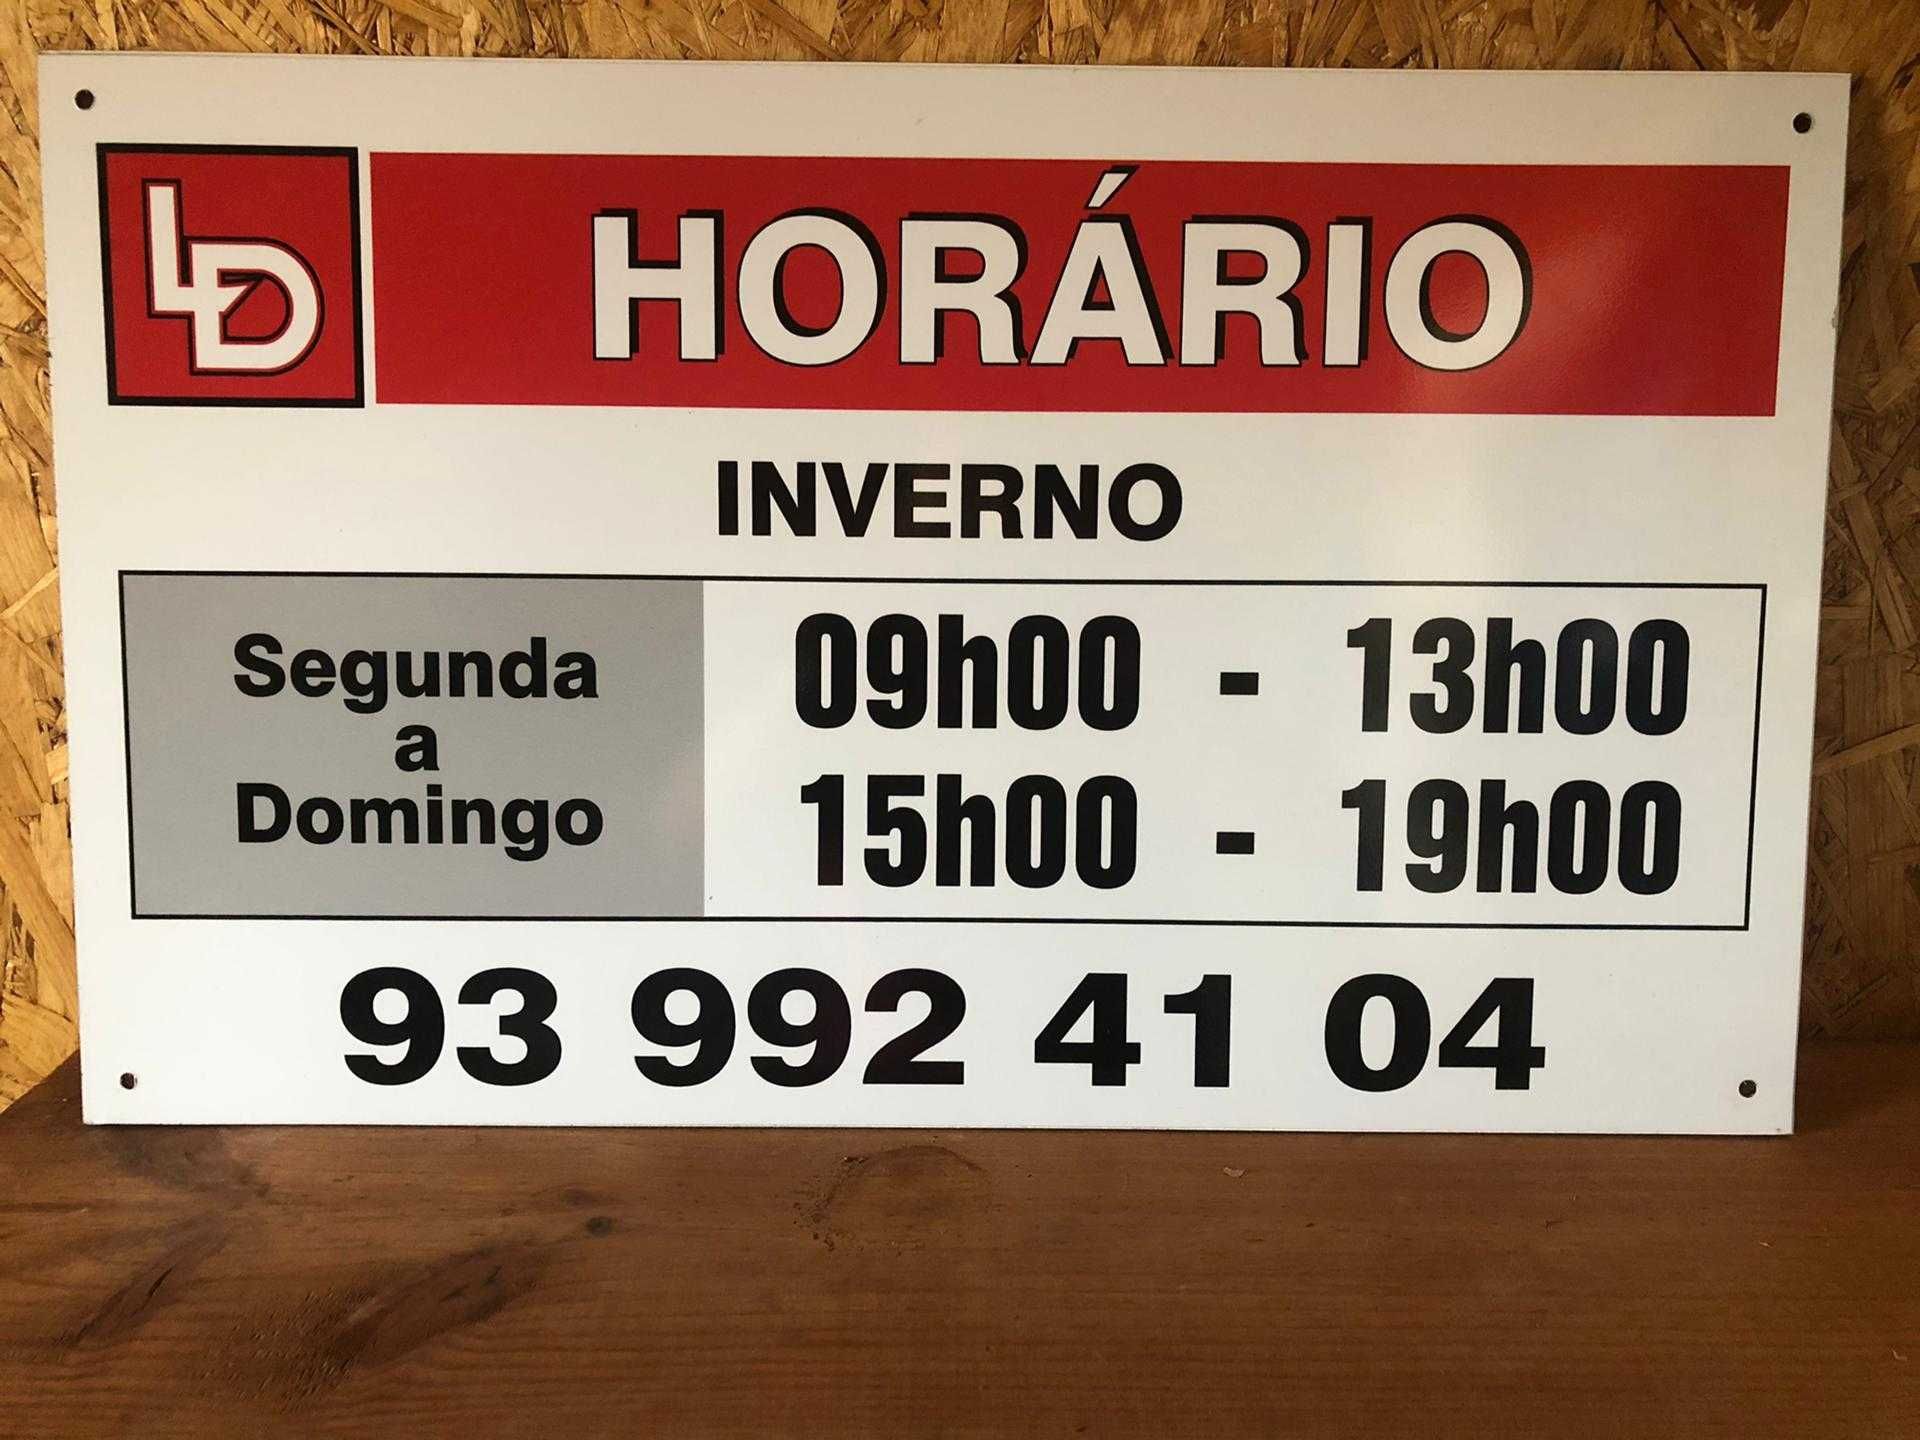 LD HORÁRIO
INVERNO
Segunda
a
Domingo
09h00 - 13h00
15h00 - 19h00
93 992 41 04